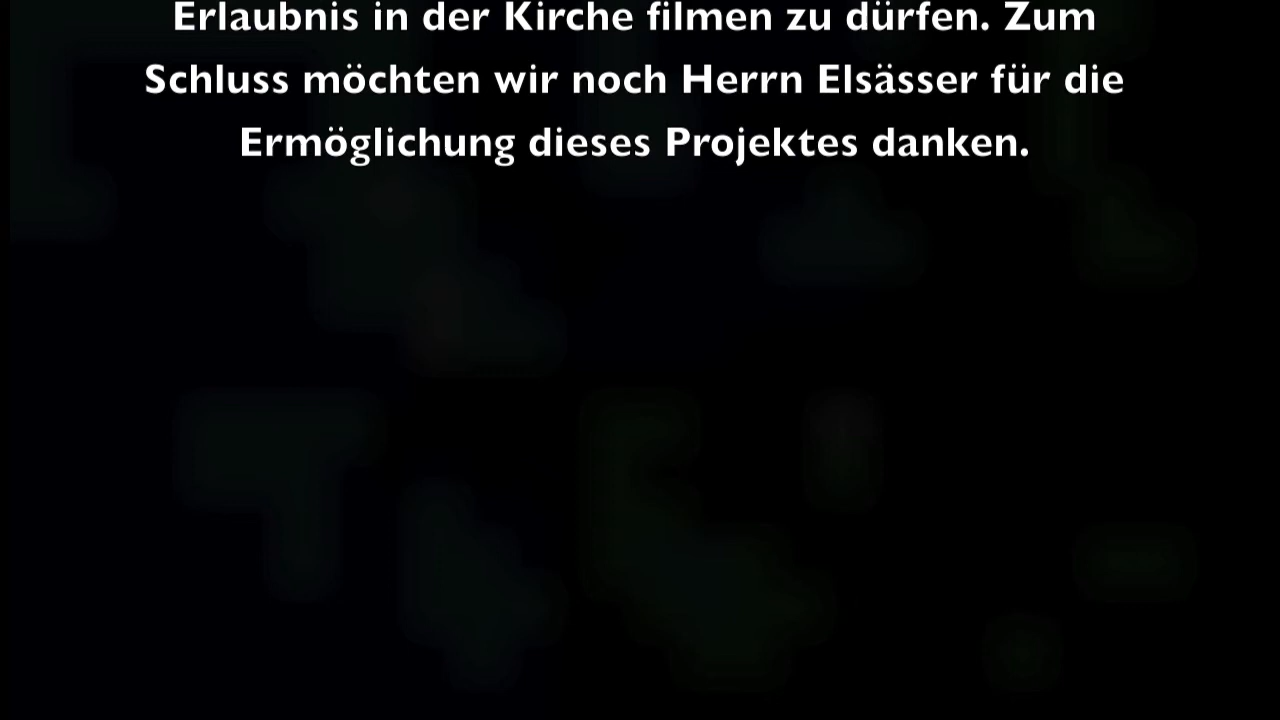 Erlaubnis in der Kirche filmen zu dürfen. Zum
Schluss möchten wir noch Herrn Elsässer für die
Ermöglichung dieses Projektes danken.